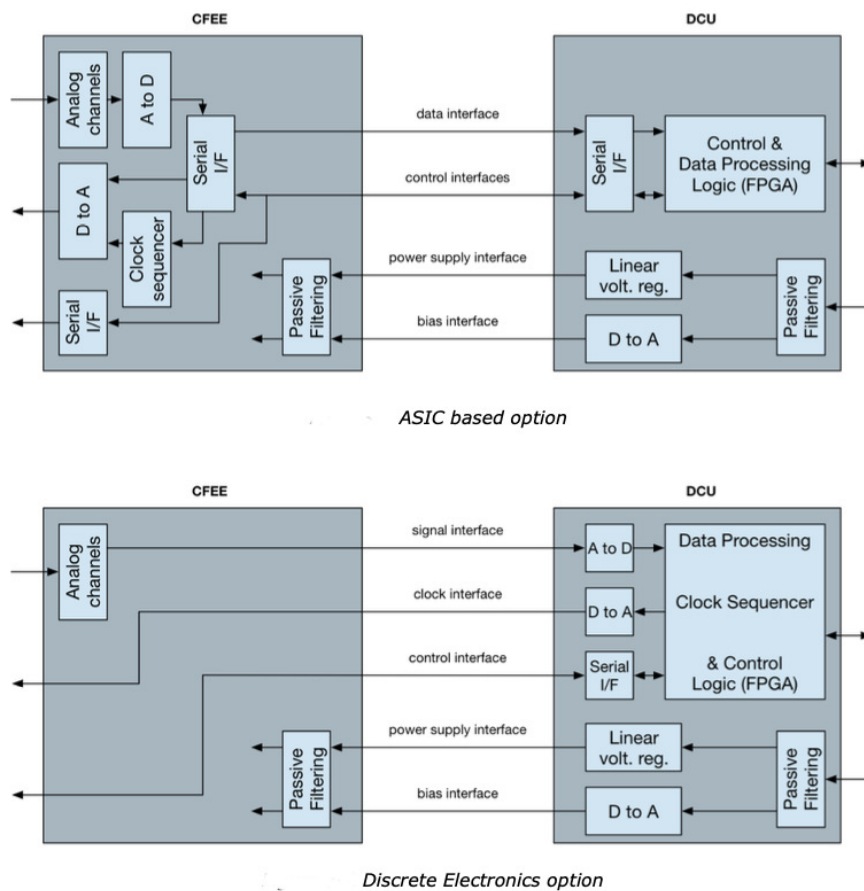 CFEE
DCU
Analog
channels
A to D
Serial
I/F
D to A
Clock
sequencer
Serial
I/F
Passive
Filtering
data interface
control interfaces
power supply interface
bias interface
Serial
I/F
Control &
Data Processing
Logic (FPGA)
Linear
volt. reg.
D to A
Passive
Filtering
ASIC based option
CFEE
DCU
Analog
channels
Passive
Filtering
signal interface
clock interface
control interface
power supply interface
bias interface
A to D
D to A
Serial
I/F
Data Processing
Clock Sequencer
& Control
Logic (FPGA)
Linear
volt. reg.
D to A
Passive
Filtering
Discrete Electronics option